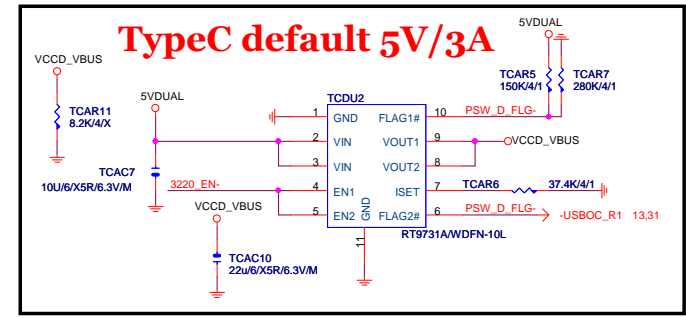 TypeC default 5V/3A
VCCD_VBUS
TCAR11
8.2K/4/X
5VDUAL
TCAC7
10U/6/X5R/6.3V/M
3220_EN-
VCCD_VBUS
TCAC10
22u/6/X5R/6.3V/M
TCDU2
1 GND FLAG1# 10
2 VIN VOUT1 9
3 VIN VOUT2 8
4 EN1 ISET 7
5 EN2 FLAG2# 6
GND
11
RT9731A/WDFN-10L
5VDUAL
TCAR5
150K/4/1
TCAR7
280K/4/1
PSW_D_FLG-
VCCD_VBUS
TCAR6 37.4K/4/1
PSW_D_FLG-
-USBOC_R1 13,31